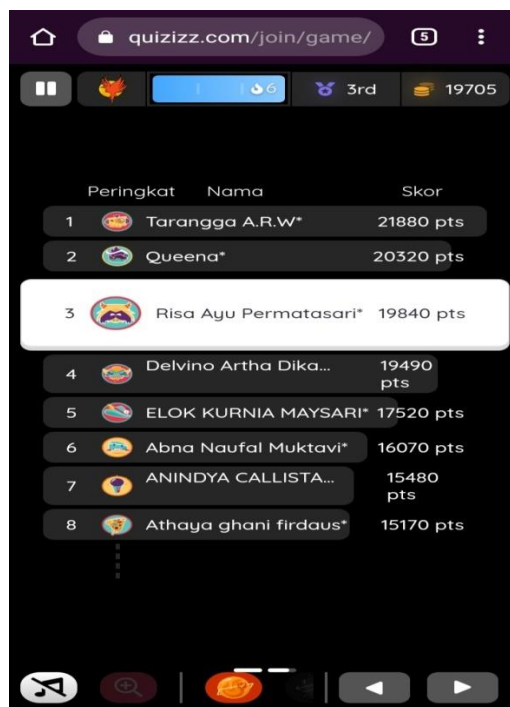 quizizz.com/join/game/ 5
6 3rd 19705
Peringkat Nama Skor
1 Tarangga A.R.W* 21880 pts
2 Queena* 20320 pts
3 Risa Ayu Permatasari* 19840 pts
4 Delvino Artha Dika... 19490
pts
5 ELOK KURNIA MAYSARI* 17520 pts
6 Abna Naufal Muktavi* 16070 pts
7 ANINDYA CALLISTA... 15480
pts
8 Athaya ghani firdaus* 15170 pts